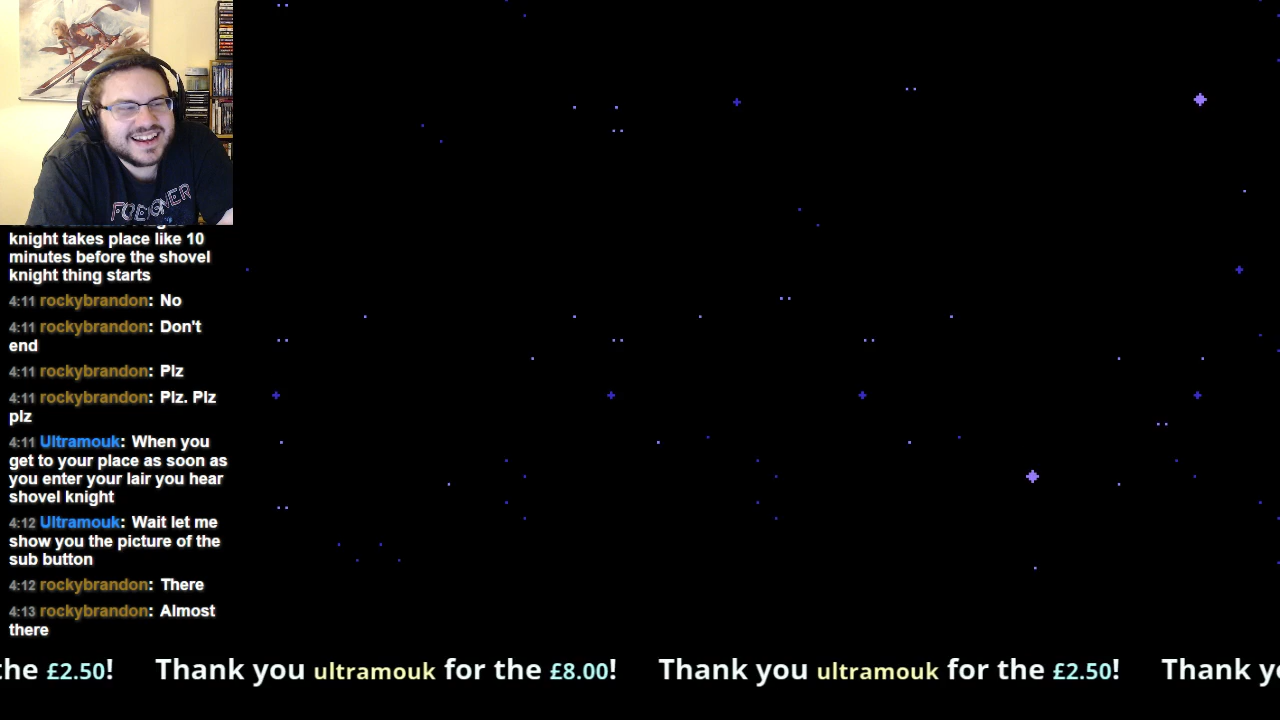 FOREIGNER
knight takes place like 10
minutes before the shovel
knight thing starts
4:11 rockybrandon: No
4:11 rockybrandon: Don't
end
4:11 rockybrandon: Plz
4:11 rockybrandon: Plz. Plz
plz
4:11 Ultramouk: When you
get to your place as soon as
you enter your lair you hear
shovel knight
4:12 Ultramouk: Wait let me
show you the picture of the
sub button
4:12 rockybrandon: There
4:13 rockybrandon: Almost
there
the £2.50! Thank you ultramouk for the £8.00! Thank you ultramouk for the £2.50! Thank